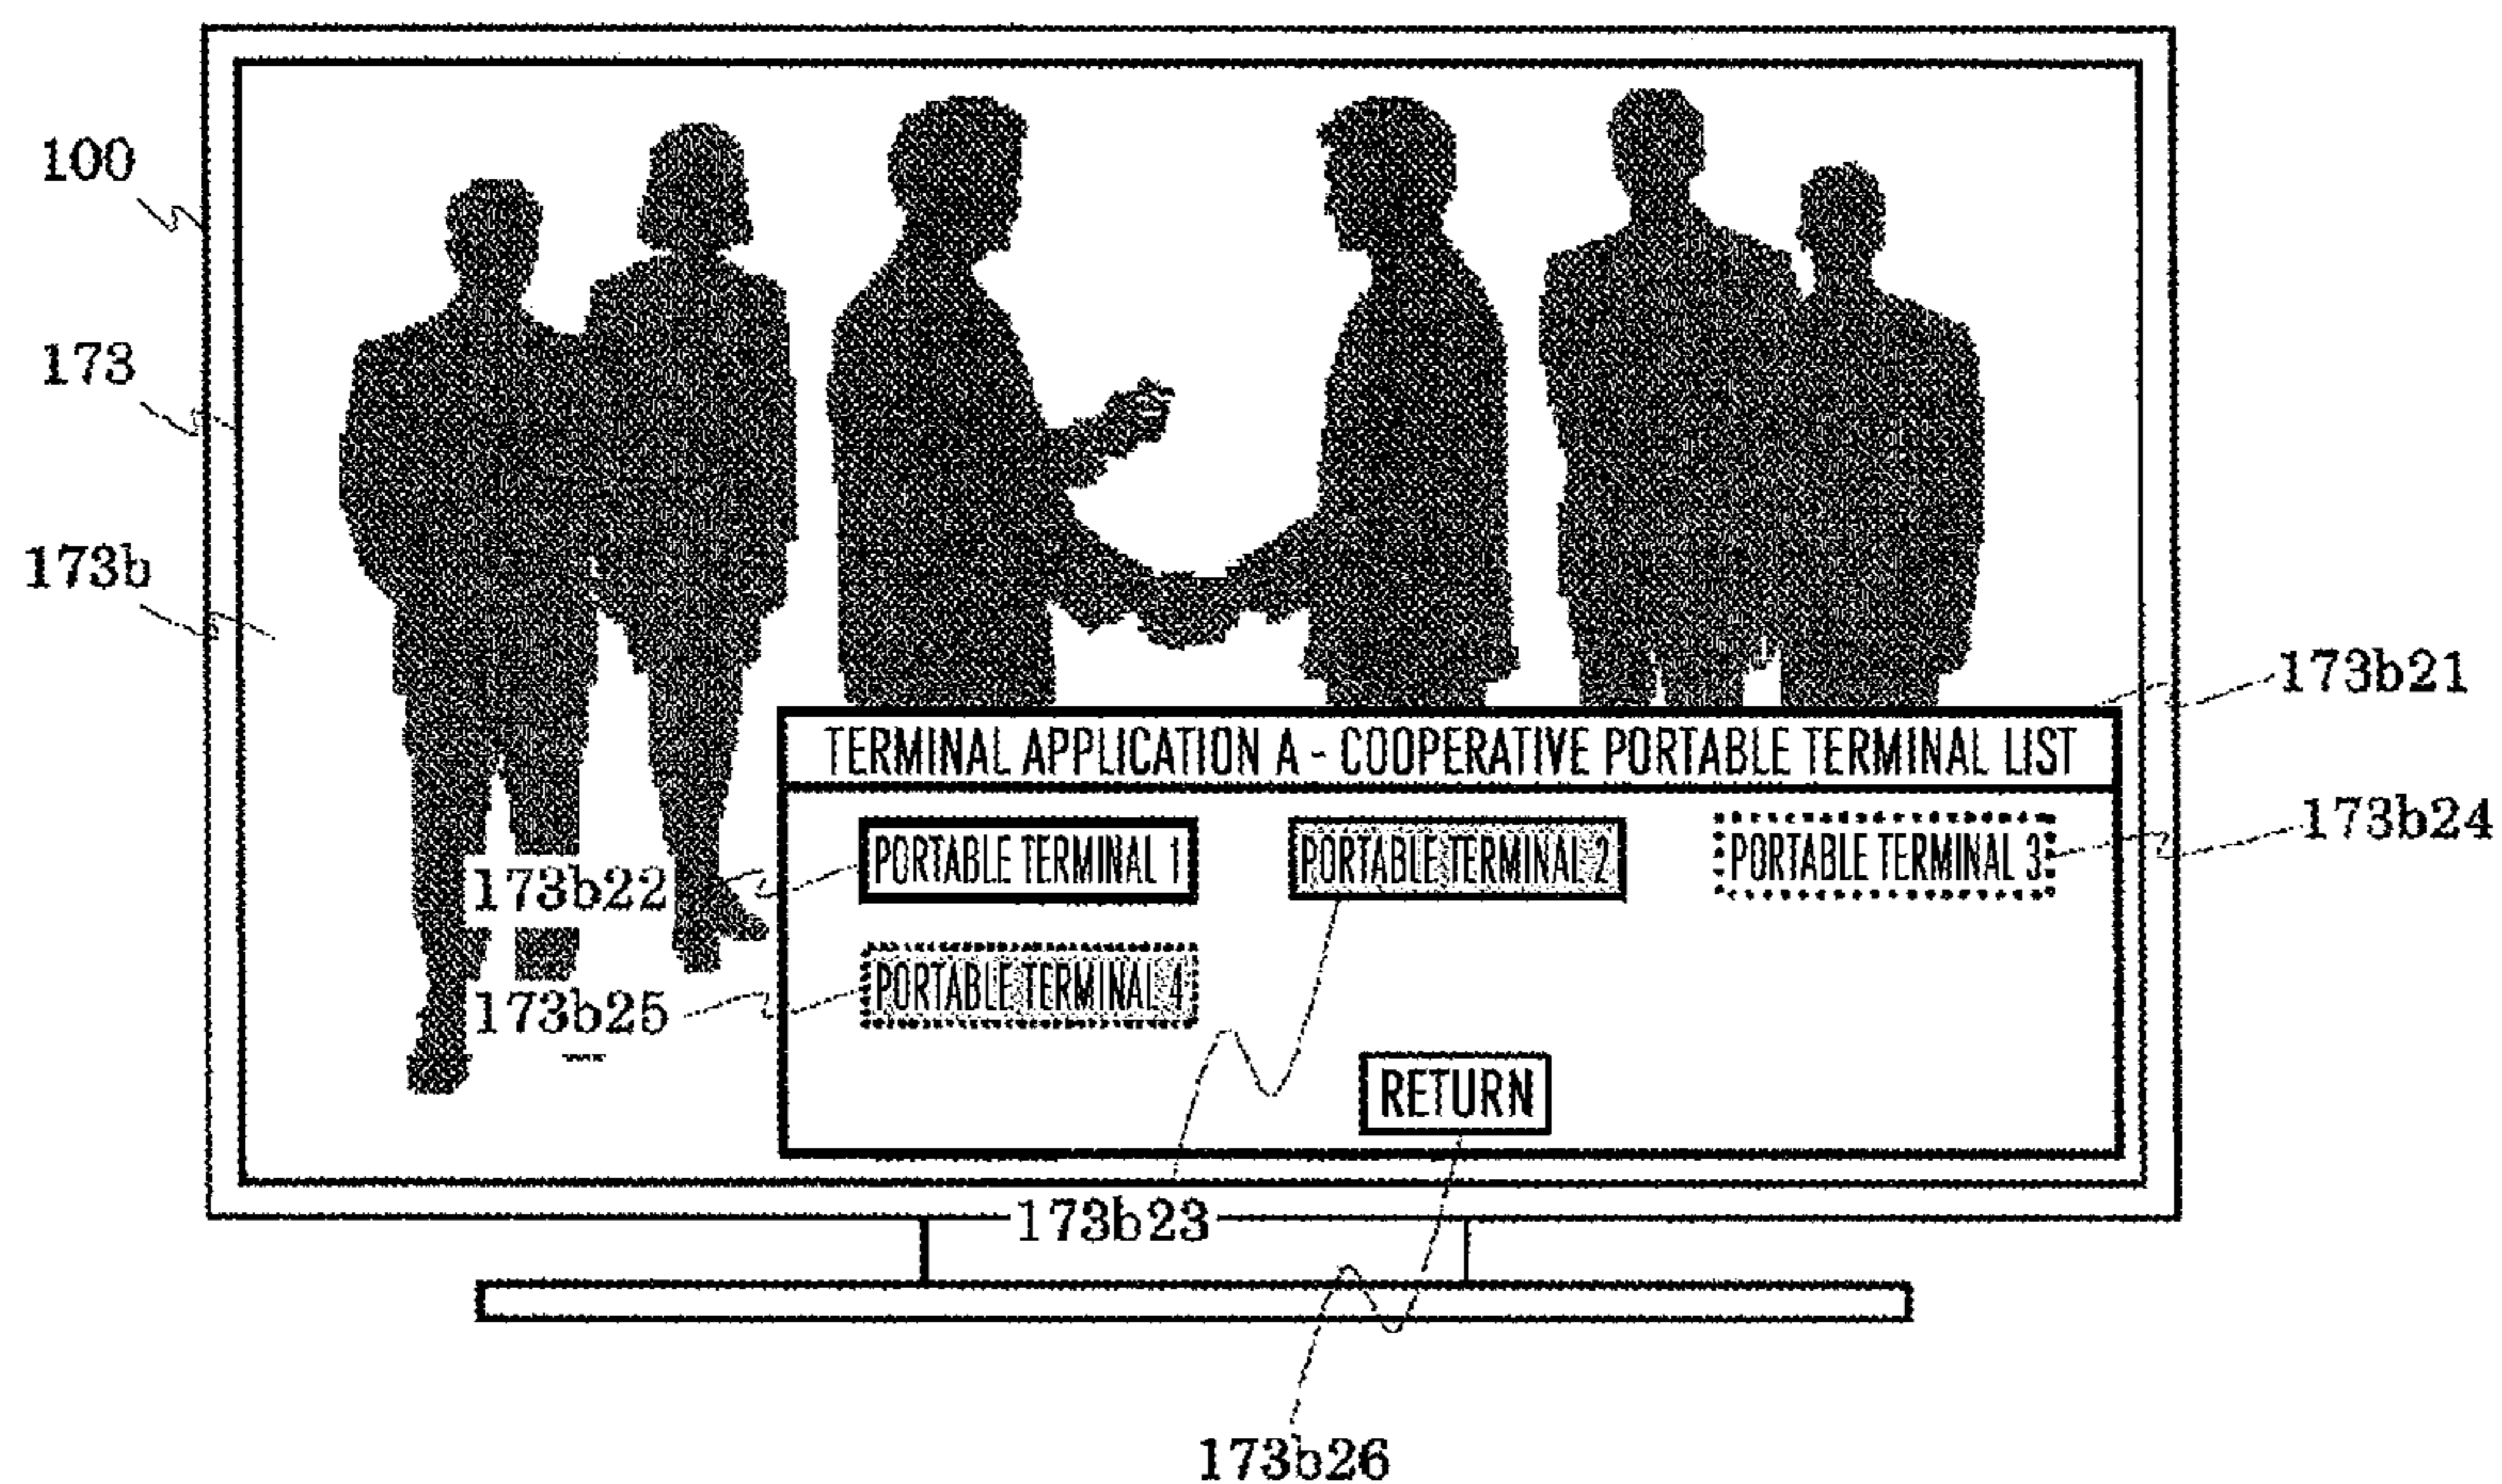 100
173
173b
173b21
TERMINAL APPLICATION A - COOPERATIVE PORTABLE TERMINAL LIST
173b24
PORTABLE TERMINAL 1
PORTABLE TERMINAL 2
PORTABLE TERMINAL 3
173b22
PORTABLE TERMINAL 4
173b25
RETURN
173b23
173b26